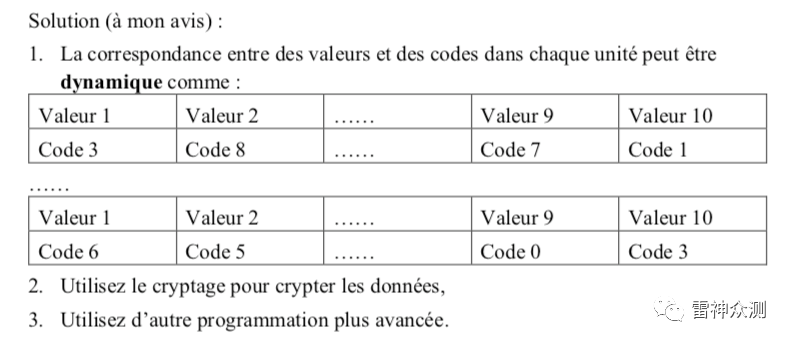 Solution (à mon avis) :
1. La correspondance entre des valeurs et des codes dans chaque unité peut être
dynamique comme :
Valeur 1 Valeur 2 …… Valeur 9 Valeur 10
Code 3 Code 8 …… Code 7 Code 1
……
Valeur 1 Valeur 2 …… Valeur 9 Valeur 10
Code 6 Code 5 …… Code 0 Code 3
2. Utilisez le cryptage pour crypter les données,
3. Utilisez d’autre programmation plus avancée.
雷神众测